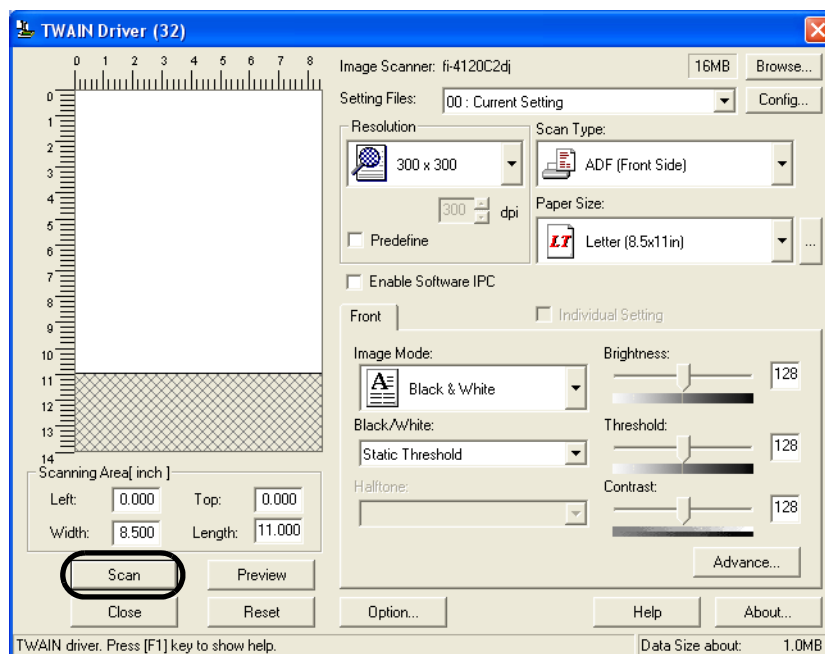 TWAIN Driver (32)
0 1 2 3 4 5 6 7 8
0
1
2
3
4
5
6
7
8
9
10
11
12
13
14
Image Scanner: fi-4120C2dj
16MB
Browse...
Setting Files:
00 : Current Setting
Config...
Resolution
300 x 300
300 dpi
Predefine
Scan Type:
ADF (Front Side)
Paper Size:
LT
Letter (8.5x11in)
...
Enable Software IPC
Front
Individual Setting
Image Mode:
A
Black & White
Black/White:
Static Threshold
Halftone:
Brightness:
128
Threshold:
128
Contrast:
128
Advance...
Scanning Area[ inch ]
Left: 0.000 Top: 0.000
Width: 8.500 Length: 11.000
Scan Preview
Close Reset Option... Help About...
TWAIN driver. Press [F1] key to show help. Data Size about: 1.0MB